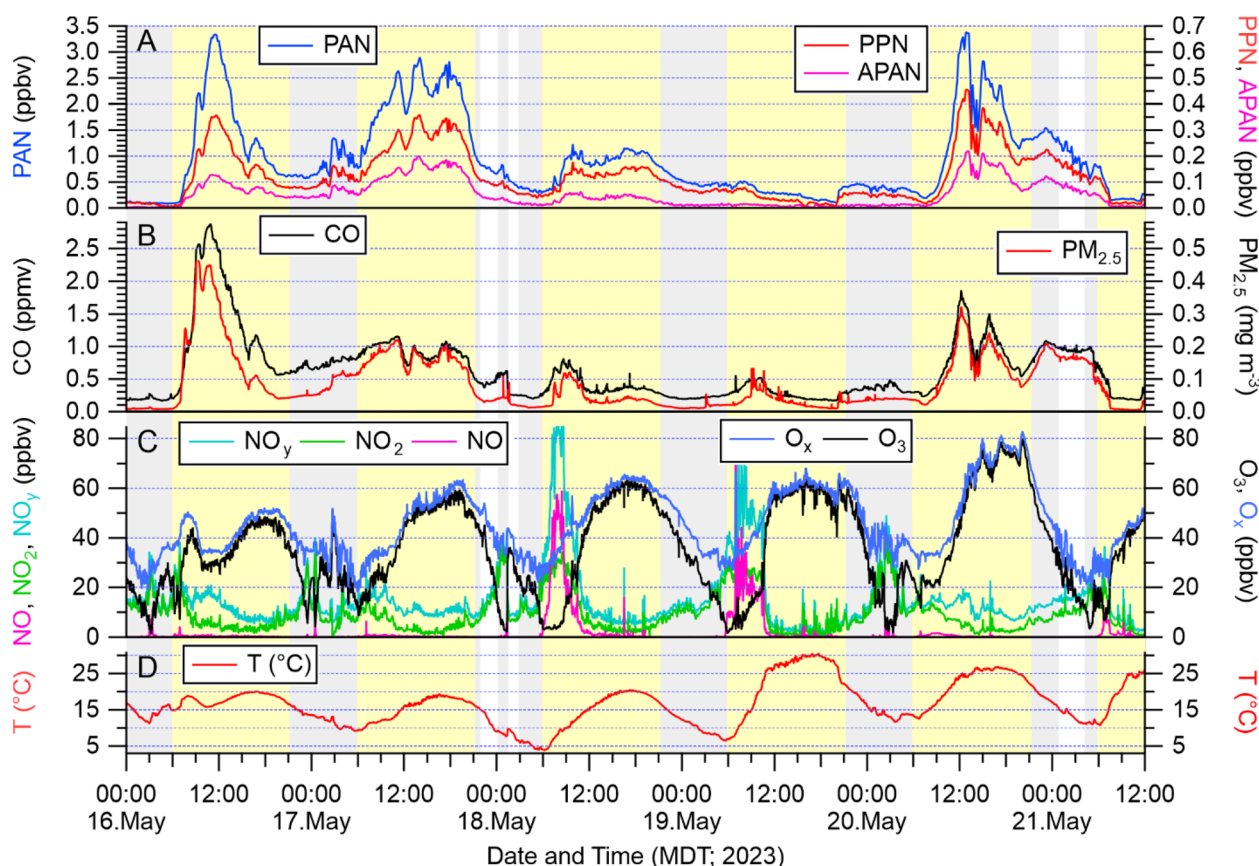 A
PAN
PPN
APAN
PAN (ppbv)
3.5
3.0
2.5
2.0
1.5
1.0
0.5
0.0
0.7
0.6
0.5
0.4
0.3
0.2
0.1
0.0
PPN, APAN (ppbv)
B
CO
PM2.5
CO (ppmv)
2.5
2.0
1.5
1.0
0.5
0.0
0.5
0.4
0.3
0.2
0.1
0.0
PM2.5 (mg m-3)
C
NOy NO2 NO
Ox O3
NO, NO2, NOy (ppbv)
80
60
40
20
0
80
60
40
20
0
O3, Ox (ppbv)
D
T (°C)
T (°C)
25
15
5
25
15
5
T (°C)
00:00 12:00 00:00 12:00 00:00 12:00 00:00 12:00 00:00 12:00 00:00 12:00
16.May 17.May 18.May 19.May 20.May 21.May
Date and Time (MDT; 2023)